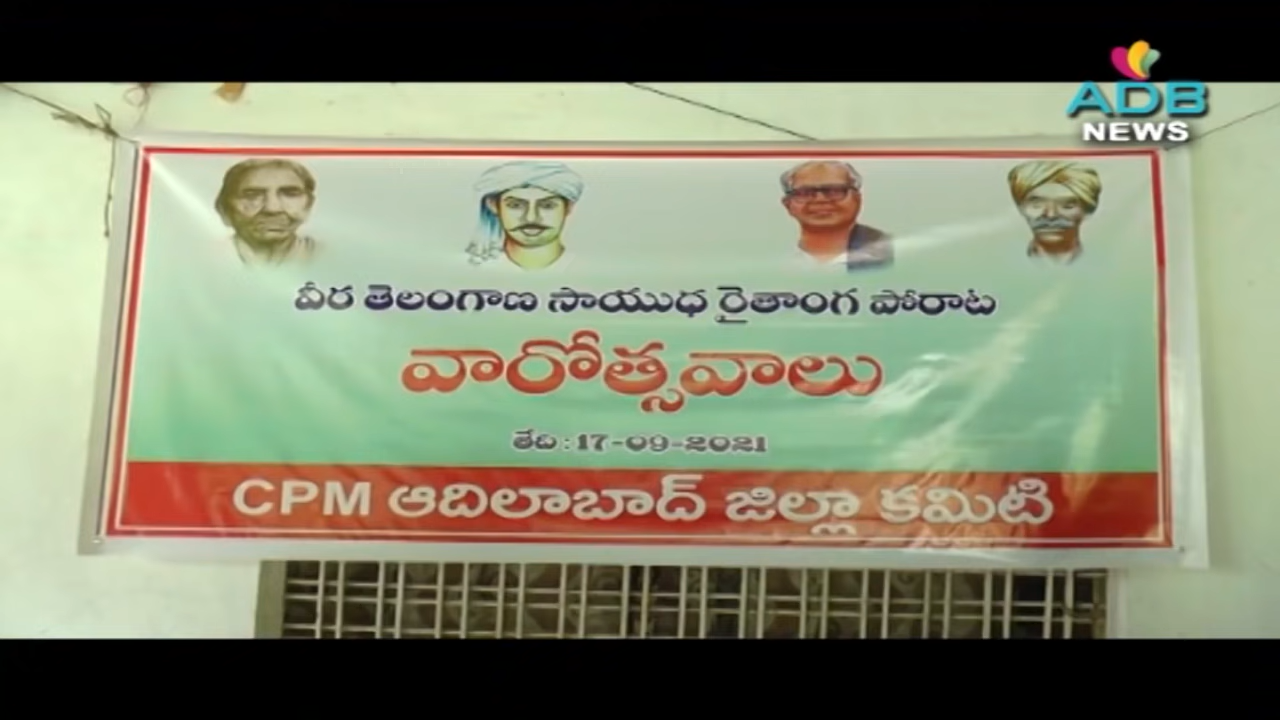 ADB
NEWS
వీర తెలంగాణ సాయుధ రైతాంగ పోరాట
వారోత్సవాలు
తేది : 17-09-2021
CPM ఆదిలాబాద్ జిల్లా కమిటి